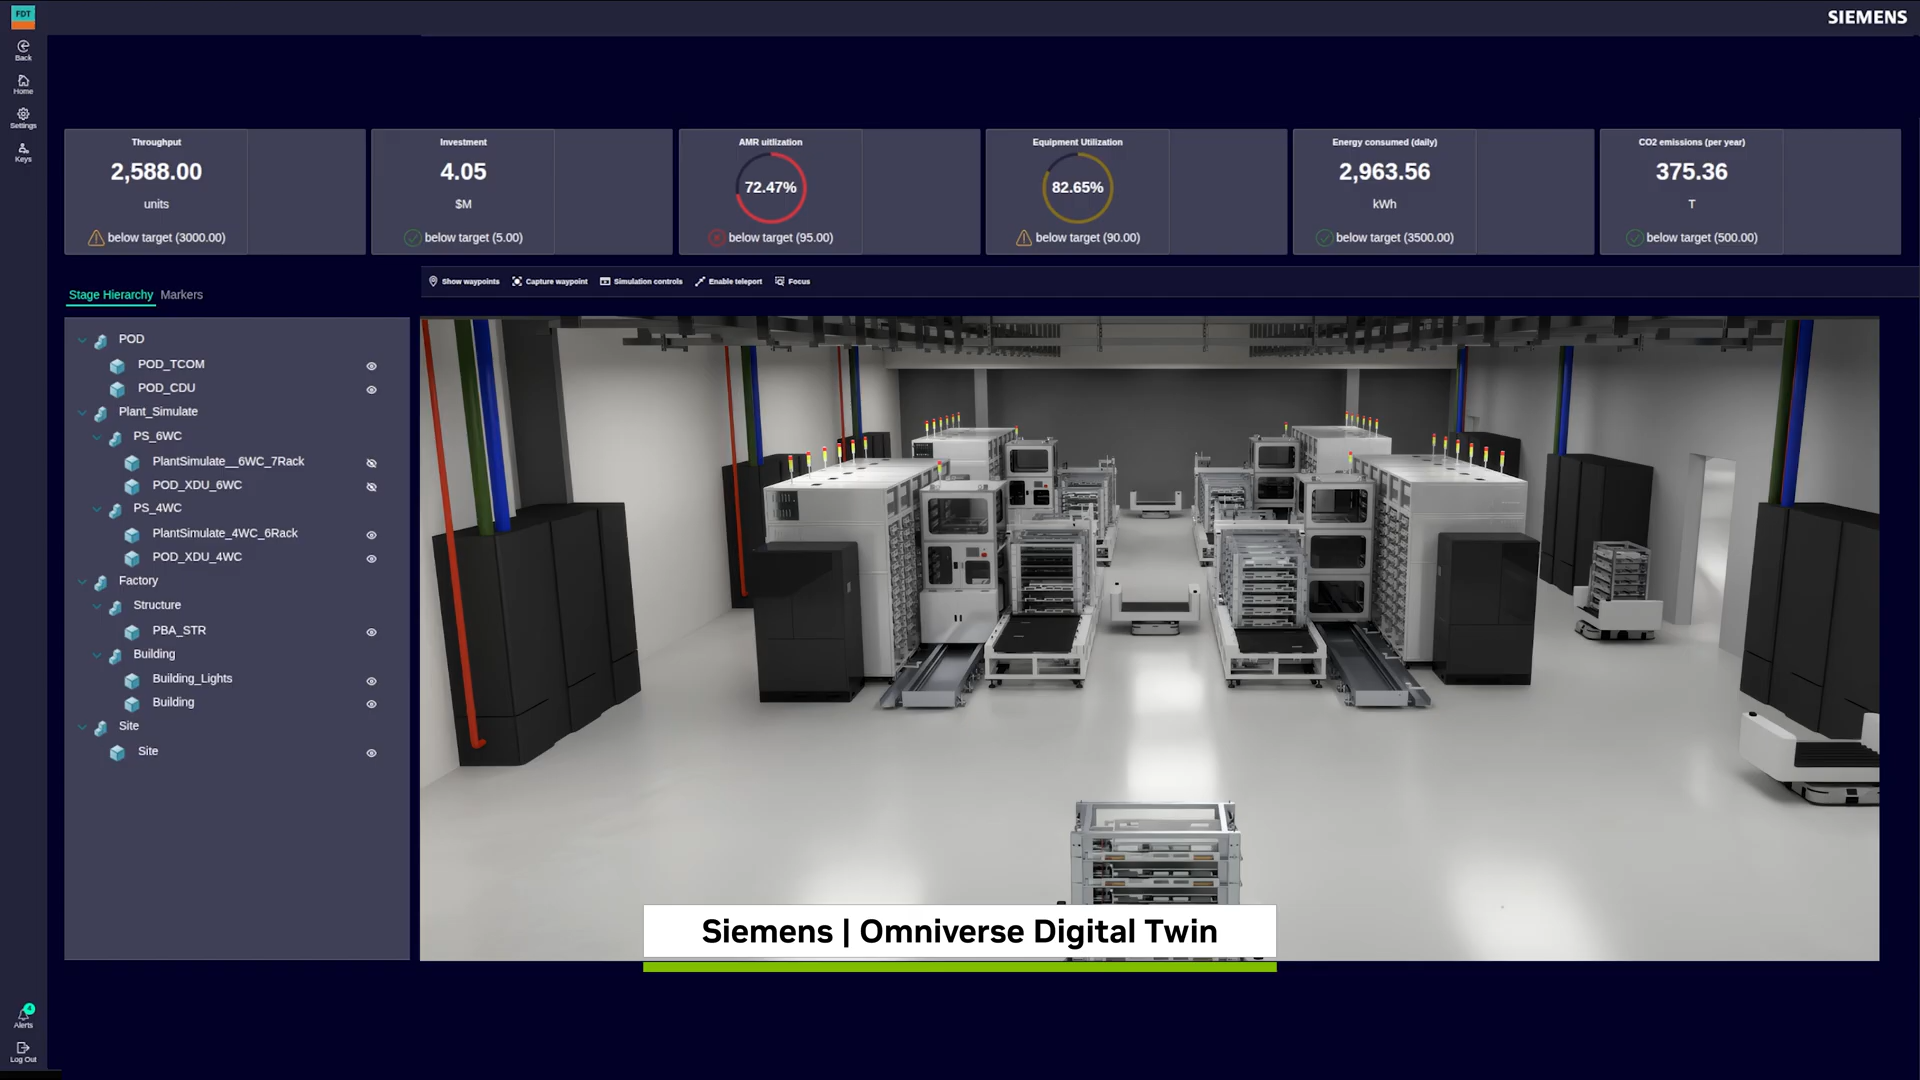 FDT
SIEMENS
Back
Home
Settings
Keys
Throughput
2,588.00
units
below target (3000.00)
Investment
4.05
$M
below target (5.00)
AMR uitlization
72.47%
below target (95.00)
Equipment Utilization
82.65%
below target (90.00)
Energy consumed (daily)
2,963.56
kWh
below target (3500.00)
CO2 emissions (per year)
375.36
T
below target (500.00)
Show waypoints
Capture waypoint
Simulation controls
Enable teleport
Focus
Stage Hierarchy
Markers
POD
POD_TCOM
POD_CDU
Plant_Simulate
PS_6WC
PlantSimulate__6WC_7Rack
POD_XDU_6WC
PS_4WC
PlantSimulate_4WC_6Rack
POD_XDU_4WC
Factory
Structure
PBA_STR
Building
Building_Lights
Building
Site
Site
Siemens | Omniverse Digital Twin
Alerts
Log Out